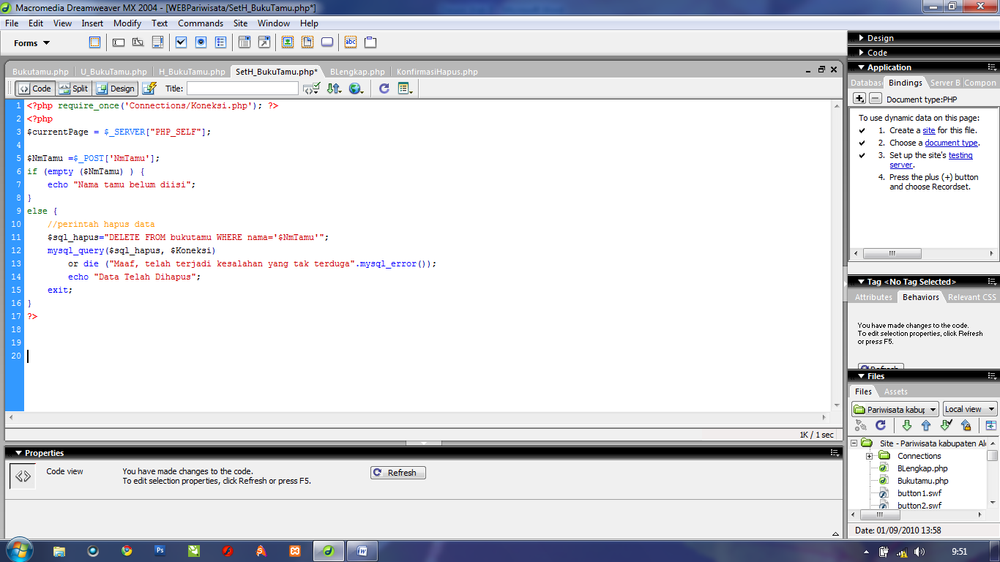 Macromedia Dreamweaver MX 2004 - [WEBPariwisata/SetH_BukuTamu.php*]
File Edit View Insert Modify Text Commands Site Window Help
Forms
abc
Bukutamu.php U_BukuTamu.php H_BukuTamu.php SetH_BukuTamu.php* BLengkap.php KonfirmasiHapus.php
Code Split Design Title:
1 <?php require_once('Connections/Koneksi.php'); ?>
2 <?php
3 $currentPage = $_SERVER["PHP_SELF"];
4
5 $NmTamu =$_POST['NmTamu'];
6 if (empty ($NmTamu) ) {
7 echo "Nama tamu belum diisi";
8 }
9 else {
10 //perintah hapus data
11 $sql_hapus="DELETE FROM bukutamu WHERE nama='$NmTamu'";
12 mysql_query($sql_hapus, $Koneksi)
13 or die ("Maaf, telah terjadi kesalahan yang tak terduga".mysql_error());
14 echo "Data Telah Dihapus";
15 exit;
16 }
17 ?>
18
19
20
1K / 1 sec
Properties
Code view
You have made changes to the code.
To edit selection properties, click Refresh or press F5.
Refresh
Design
Code
Application
Databas Bindings Server B Compon
Document type:PHP
To use dynamic data on this page:
1. Create a site for this file.
2. Choose a document type.
3. Set up the site's testing
server.
4. Press the plus (+) button
and choose Recordset.
Tag <No Tag Selected>
Attributes Behaviors Relevant CSS
You have made changes to the code.
To edit selection properties, click Refresh
or press F5.
Refresh
Files
Files Assets
Pariwisata kabup Local view
Site - Pariwisata kabupaten Al
Connections
BLengkap.php
Bukutamu.php
button1.swf
button2.swf
Date: 01/09/2010 13:58
Ps
W
9:51